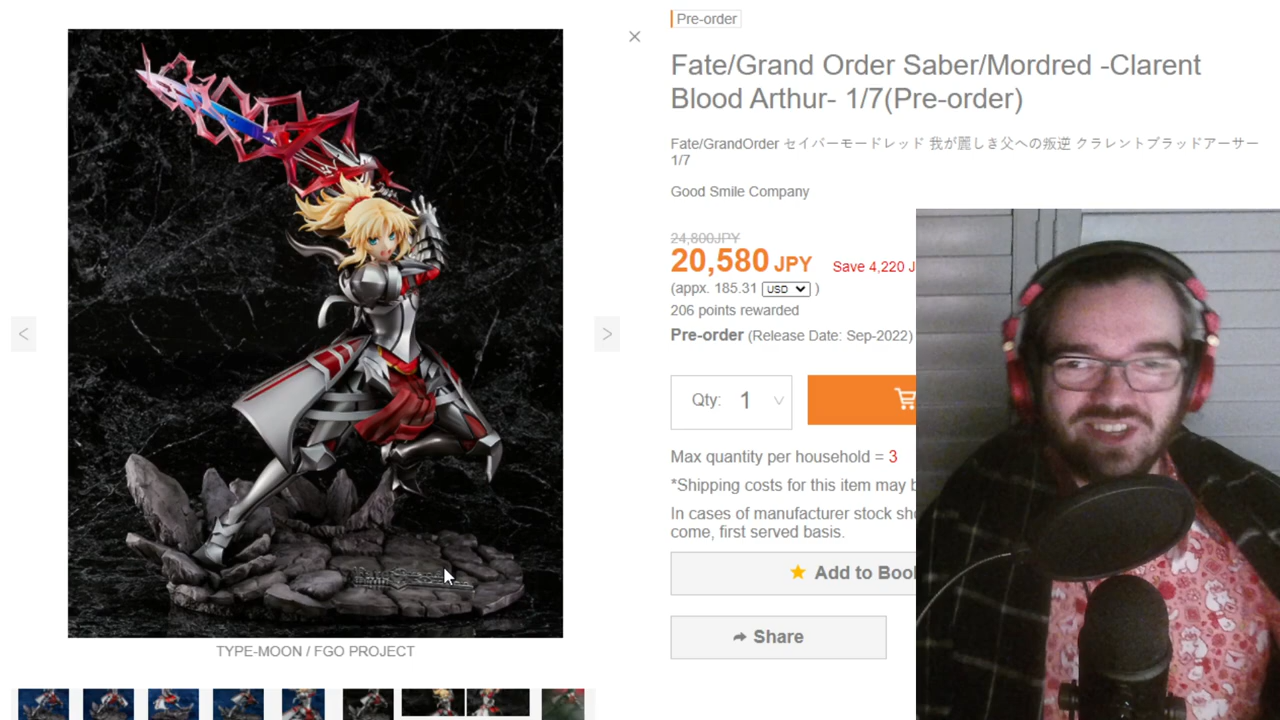 Pre-order
Fate/Grand Order Saber/Mordred -Clarent
Blood Arthur- 1/7(Pre-order)
Fate/GrandOrder セイバーモードレッド 我が麗しき父への叛逆 クラレントブラッドアーサー
1/7
Good Smile Company
24,800JPY
20,580 JPY Save 4,220 J
(appx. 185.31 USD )
206 points rewarded
Pre-order (Release Date: Sep-2022)
Qty: 1
Max quantity per household = 3
*Shipping costs for this item may
In cases of manufacturer stock
come, first served basis.
Add to
Share
TYPE-MOON / FGO PROJECT